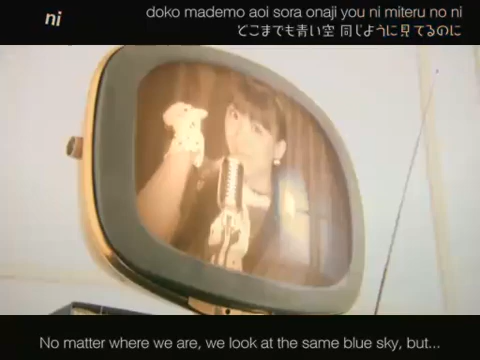 ni
doko mademo aoi sora onaji you ni miteru no ni
どこまでも青い空 同じように見てるのに
No matter where we are, we look at the same blue sky, but...